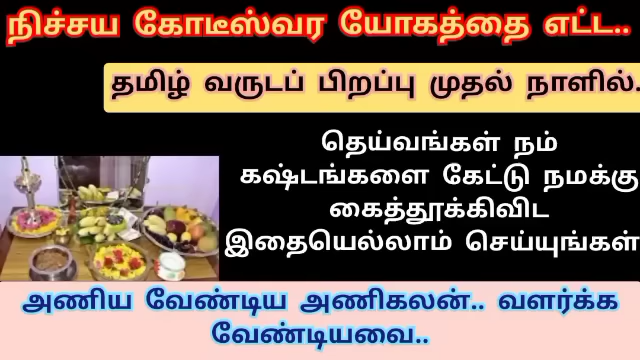 நிச்சய கோடீஸ்வர யோகத்தை எட்ட..
தமிழ் வருடப் பிறப்பு முதல் நாளில்.
தெய்வங்கள் நம்
கஷ்டங்களை கேட்டு நமக்கு
கைத்தூக்கிவிட
இதையெல்லாம் செய்யுங்கள்
அணிய வேண்டிய அணிகலன்.. வளர்க்க
வேண்டியவை..